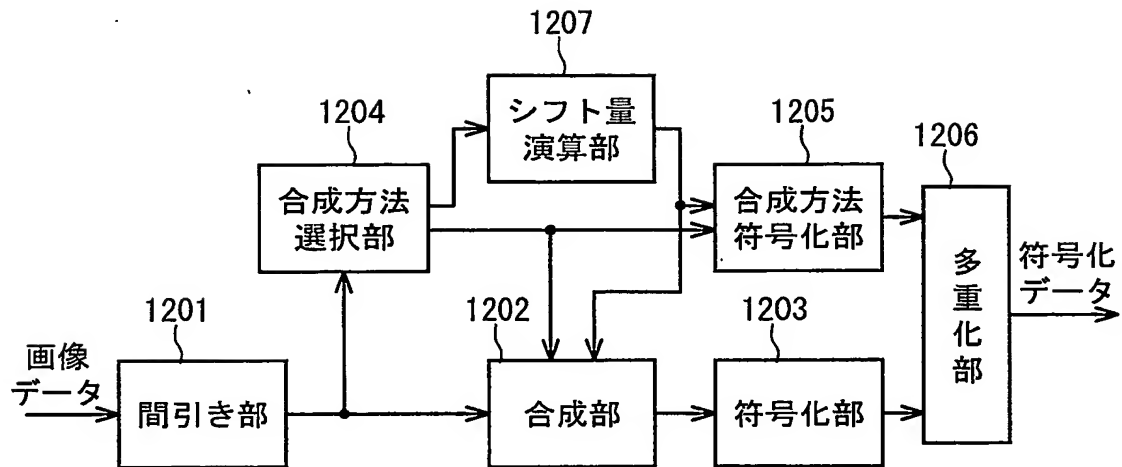 1207
シフト量
演算部
1204
合成方法
選択部
1205
合成方法
符号化部
1206
多重化部
符号化
データ
画像
データ
1201
間引き部
1202
合成部
1203
符号化部